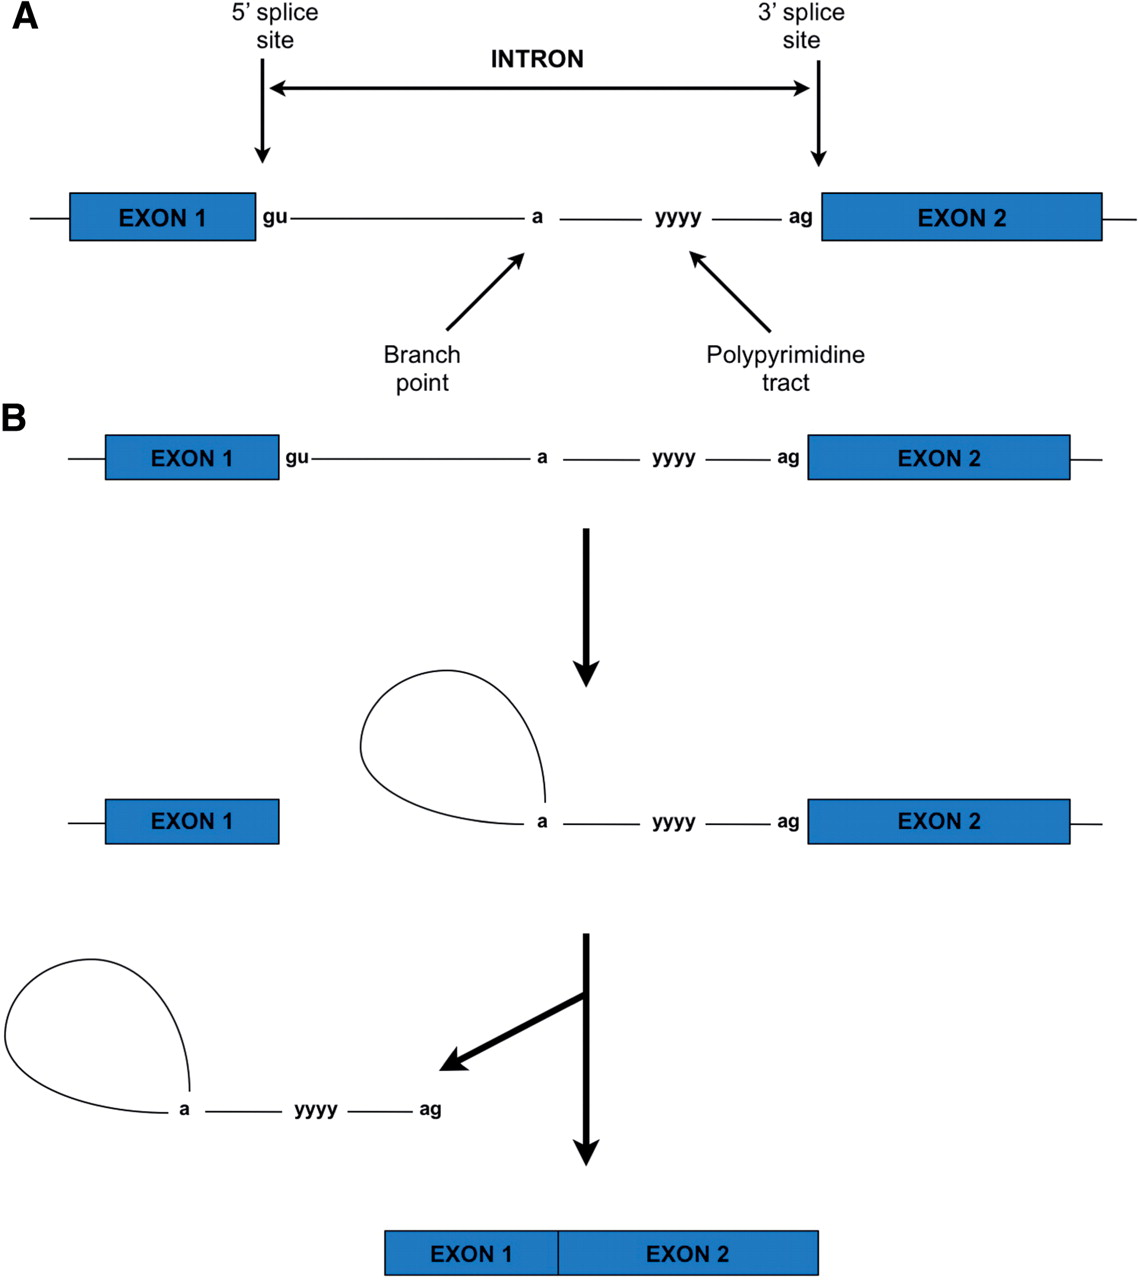 A
5’ splice
site
3’ splice
site
INTRON
EXON 1 gu a yyyy ag EXON 2
Branch
point
Polypyrimidine
tract
B
EXON 1 gu a yyyy ag EXON 2
EXON 1 a yyyy ag EXON 2
a yyyy ag
EXON 1 EXON 2